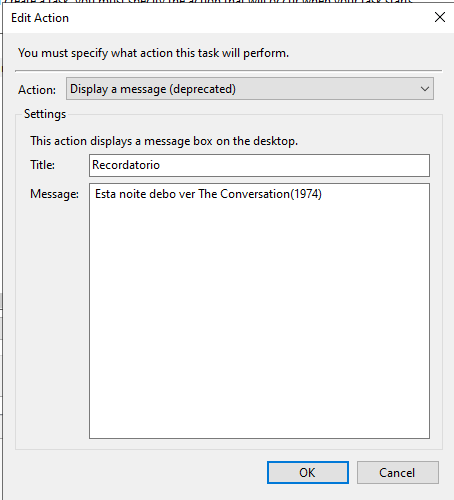 Edit Action
You must specify what action this task will perform.
Action: Display a message (deprecated)
Settings
This action displays a message box on the desktop.
Title: Recordatorio
Message: Esta noite debo ver The Conversation(1974)
OK Cancel